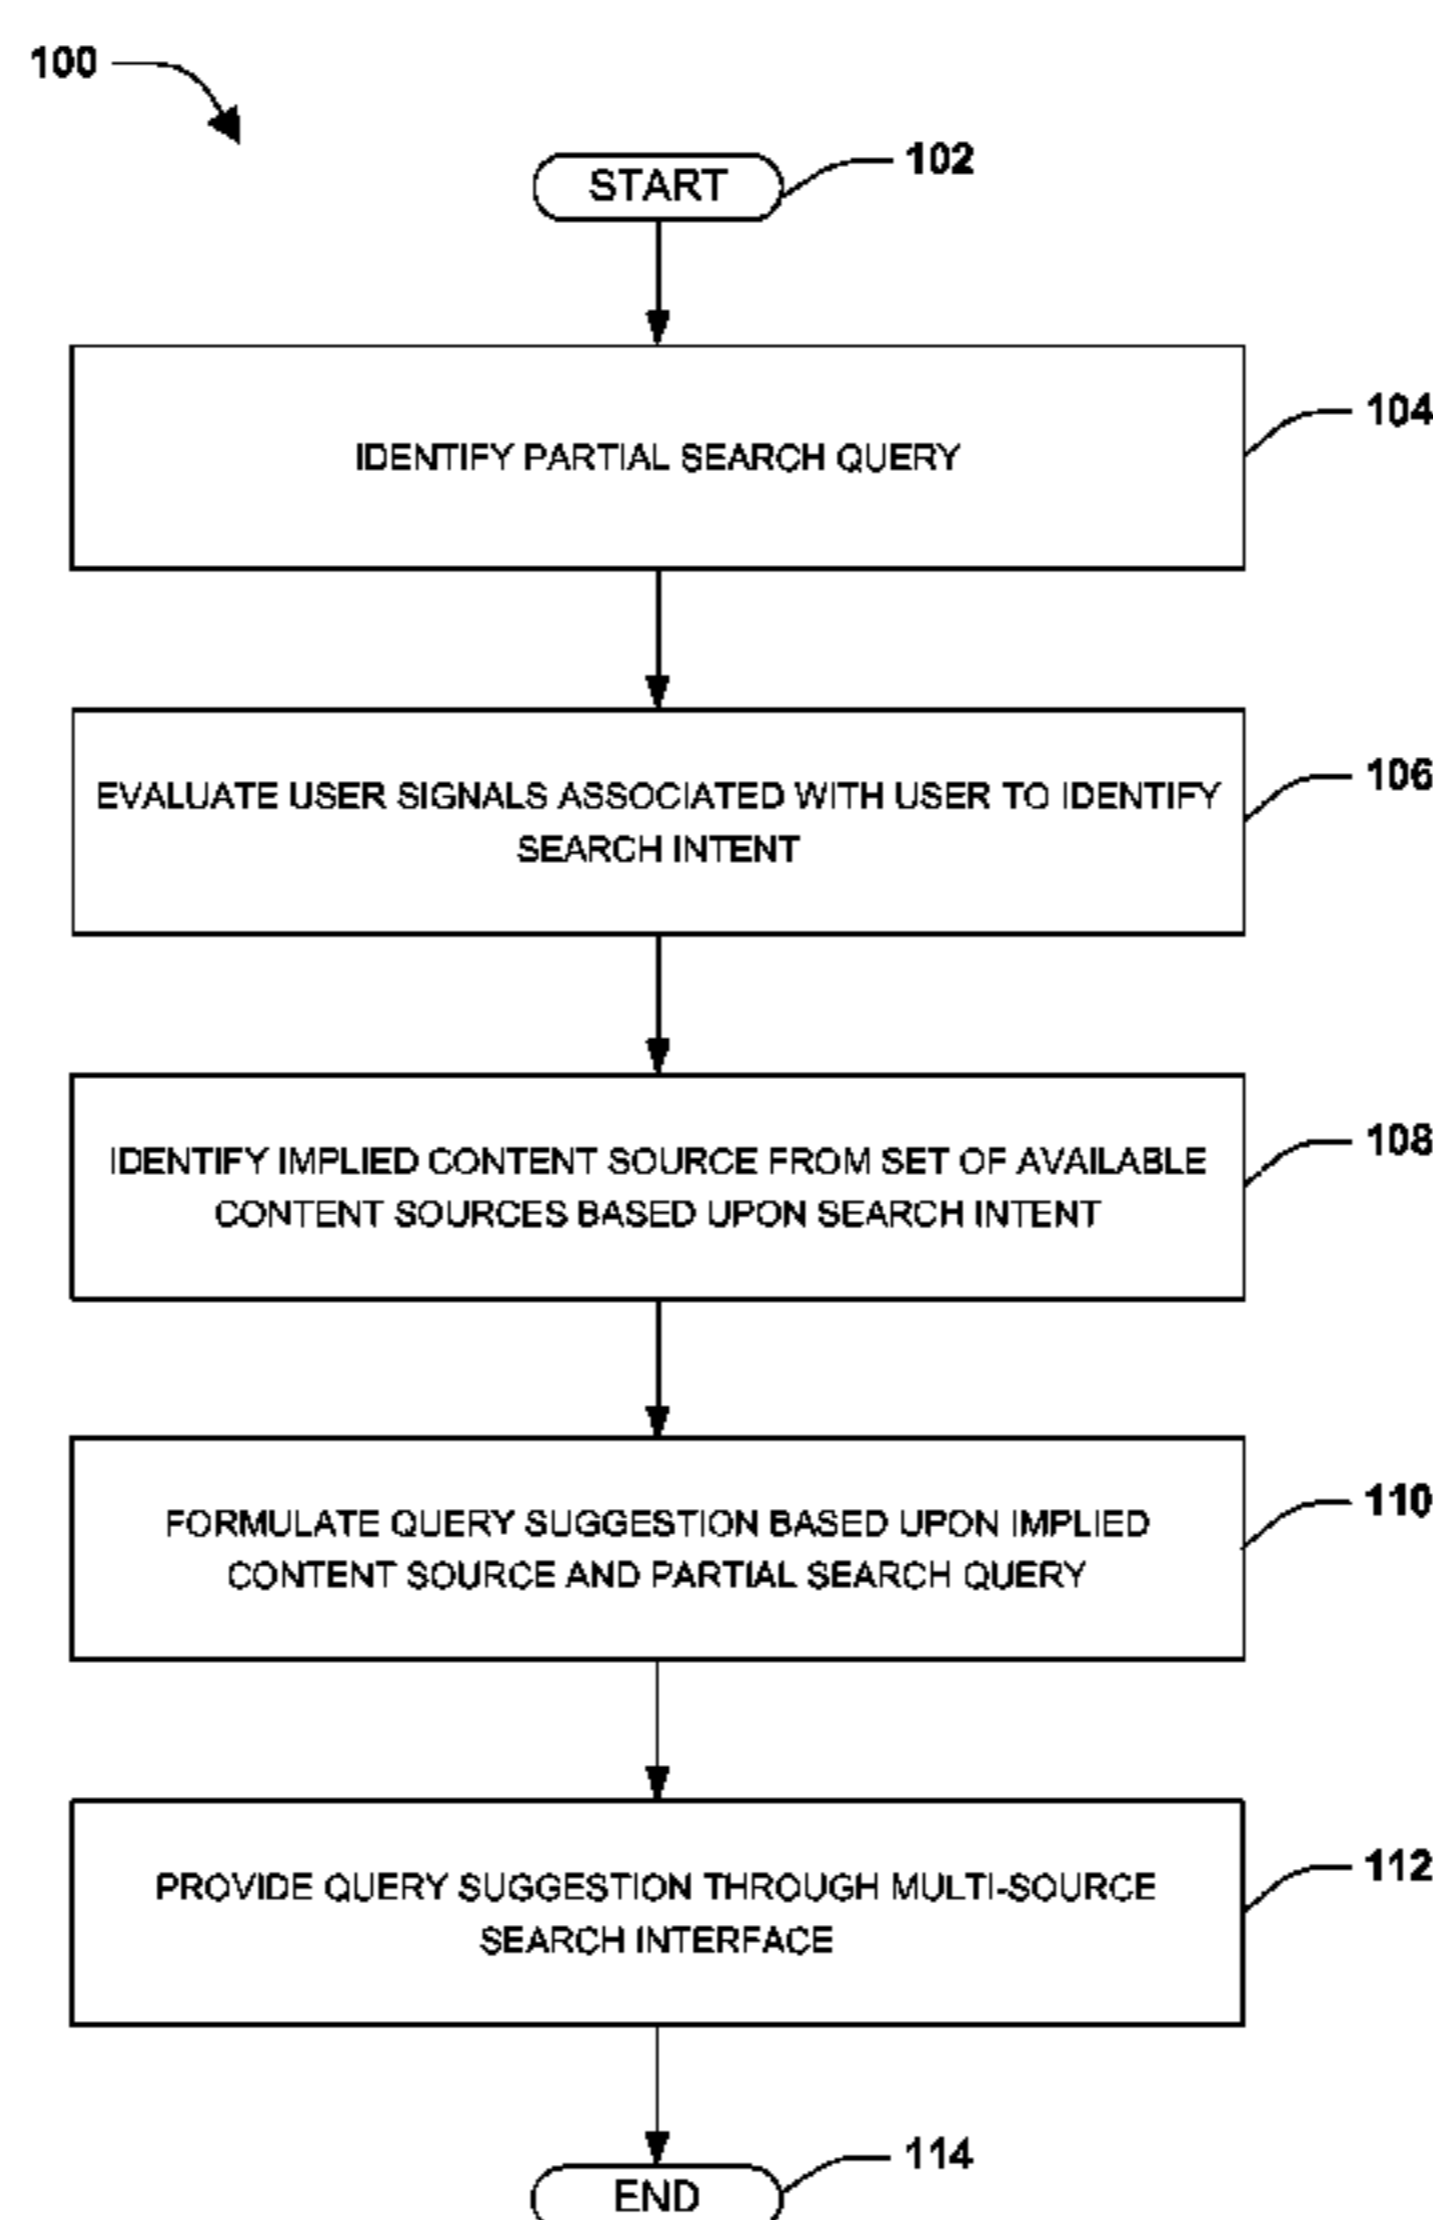 100
START
102
IDENTIFY PARTIAL SEARCH QUERY
104
EVALUATE USER SIGNALS ASSOCIATED WITH USER TO IDENTIFY
SEARCH INTENT
106
IDENTIFY IMPLIED CONTENT SOURCE FROM SET OF AVAILABLE
CONTENT SOURCES BASED UPON SEARCH INTENT
108
FORMULATE QUERY SUGGESTION BASED UPON IMPLIED
CONTENT SOURCE AND PARTIAL SEARCH QUERY
110
PROVIDE QUERY SUGGESTION THROUGH MULTI-SOURCE
SEARCH INTERFACE
112
END
114